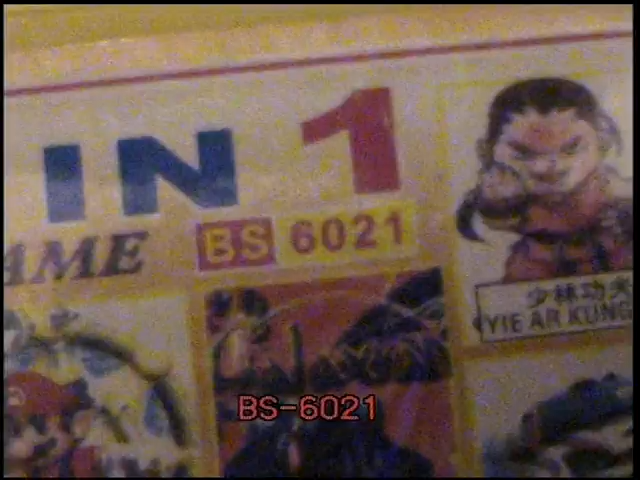 IN 1
AME
BS 6021
少林功夫
YIE AR KUNG
BS-6021